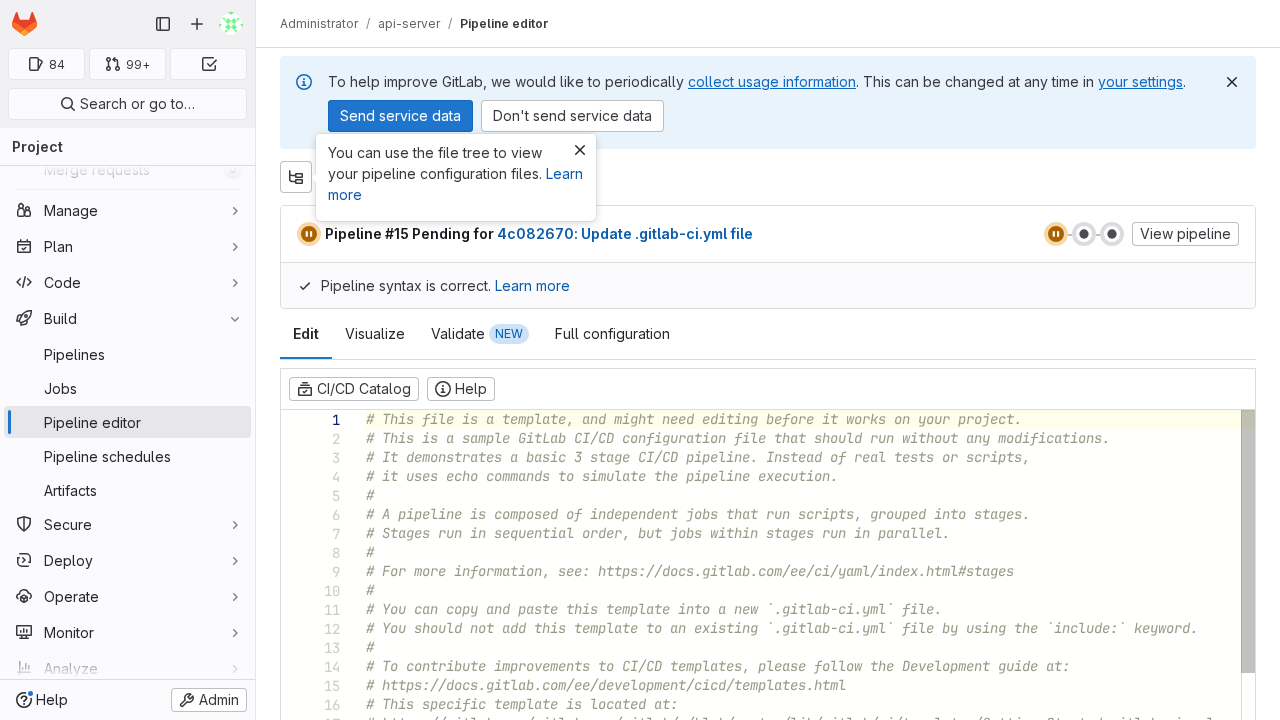 Administrator / api-server / Pipeline editor
84
99+
Search or go to…
Project
Merge requests
Manage
Plan
Code
Build
Pipelines
Jobs
Pipeline editor
Pipeline schedules
Artifacts
Secure
Deploy
Operate
Monitor
Analyze
Help
Admin
To help improve GitLab, we would like to periodically collect usage information. This can be changed at any time in your settings.
Send service data
Don't send service data
You can use the file tree to view
your pipeline configuration files. Learn
more
Pipeline #15 Pending for 4c082670: Update .gitlab-ci.yml file
View pipeline
Pipeline syntax is correct. Learn more
Edit
Visualize
Validate NEW
Full configuration
CI/CD Catalog
Help
1 # This file is a template, and might need editing before it works on your project.
2 # This is a sample GitLab CI/CD configuration file that should run without any modifications.
3 # It demonstrates a basic 3 stage CI/CD pipeline. Instead of real tests or scripts,
4 # it uses echo commands to simulate the pipeline execution.
5 #
6 # A pipeline is composed of independent jobs that run scripts, grouped into stages.
7 # Stages run in sequential order, but jobs within stages run in parallel.
8 #
9 # For more information, see: https://docs.gitlab.com/ee/ci/yaml/index.html#stages
10 #
11 # You can copy and paste this template into a new `.gitlab-ci.yml` file.
12 # You should not add this template to an existing `.gitlab-ci.yml` file by using the `include:` keyword.
13 #
14 # To contribute improvements to CI/CD templates, please follow the Development guide at:
15 # https://docs.gitlab.com/ee/development/cicd/templates.html
16 # This specific template is located at: